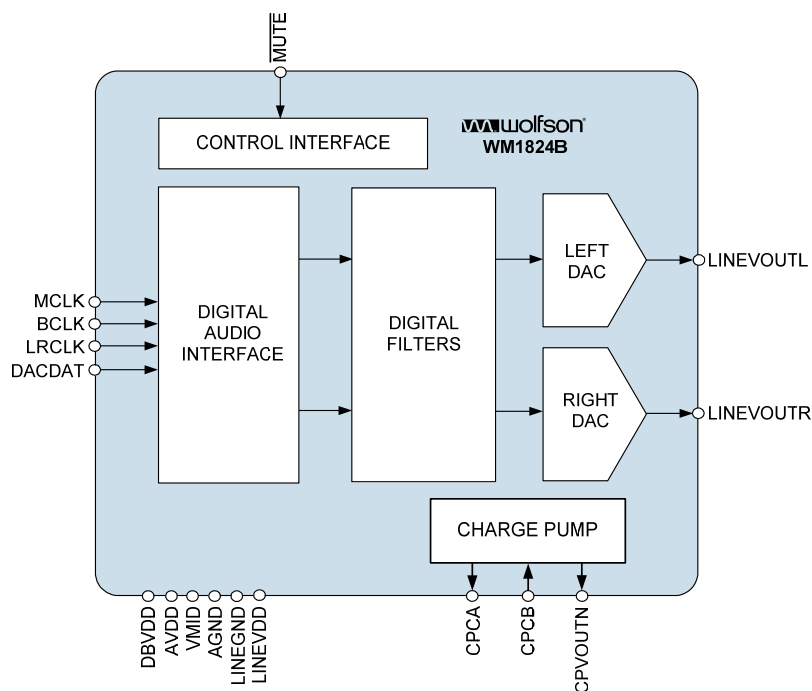 MUTE
CONTROL INTERFACE
wolfson®
WM1824B
LEFT
DAC
LINEVOUTL
MCLK
BCLK
LRCLK
DACDAT
DIGITAL
AUDIO
INTERFACE
DIGITAL
FILTERS
RIGHT
DAC
LINEVOUTR
CHARGE PUMP
DBVDD
AVDD
VMID
AGND
LINEGND
LINEVDD
CPCA
CPCB
CPVOUTN